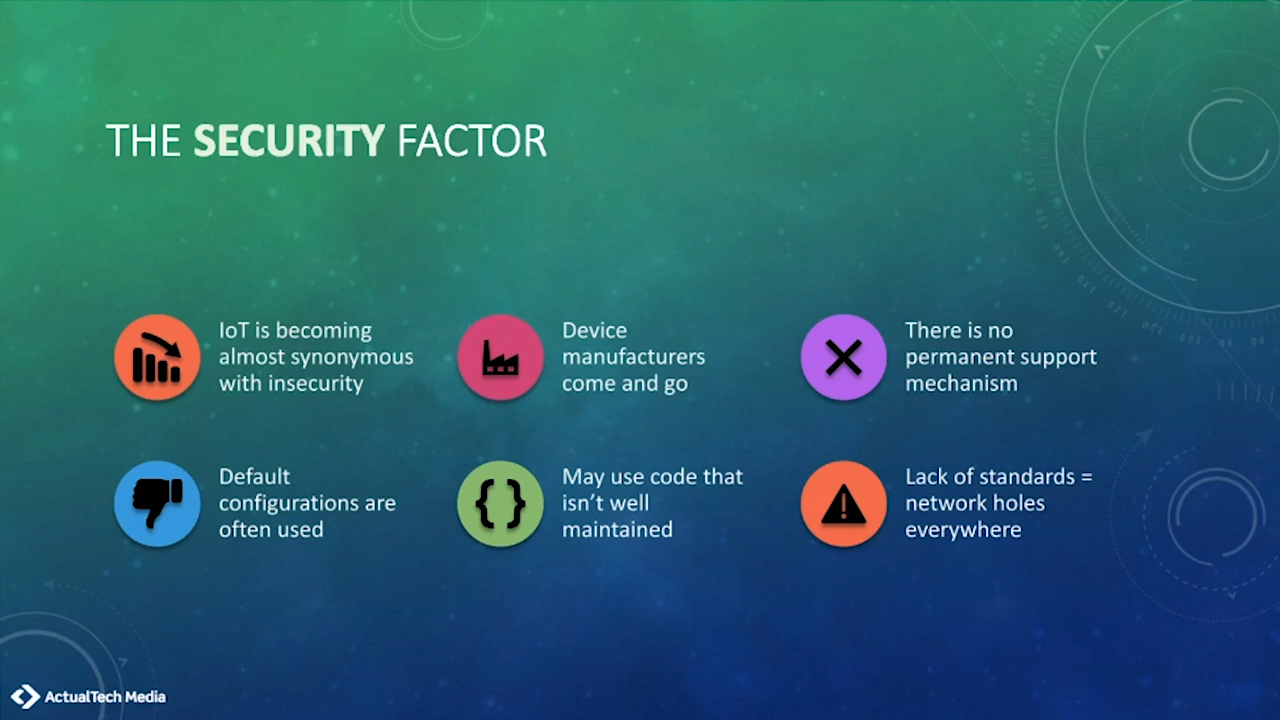 THE SECURITY FACTOR
IoT is becoming
almost synonymous
with insecurity
Device
manufacturers
come and go
There is no
permanent support
mechanism
Default
configurations are
often used
May use code that
isn't well
maintained
Lack of standards =
network holes
everywhere
ActualTech Media